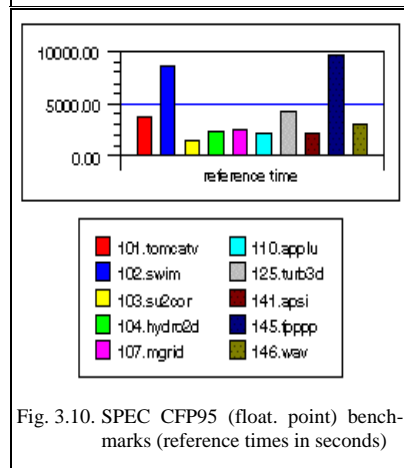 10000.00
5000.00
0.00
reference time
101.tomcatv
110.applu
102.swim
125.turb3d
103.su2cor
141.apsi
104.hydro2d
145.fpppp
107.mgrid
146.wav
Fig. 3.10. SPEC CFP95 (float. point) bench-
marks (reference times in seconds)